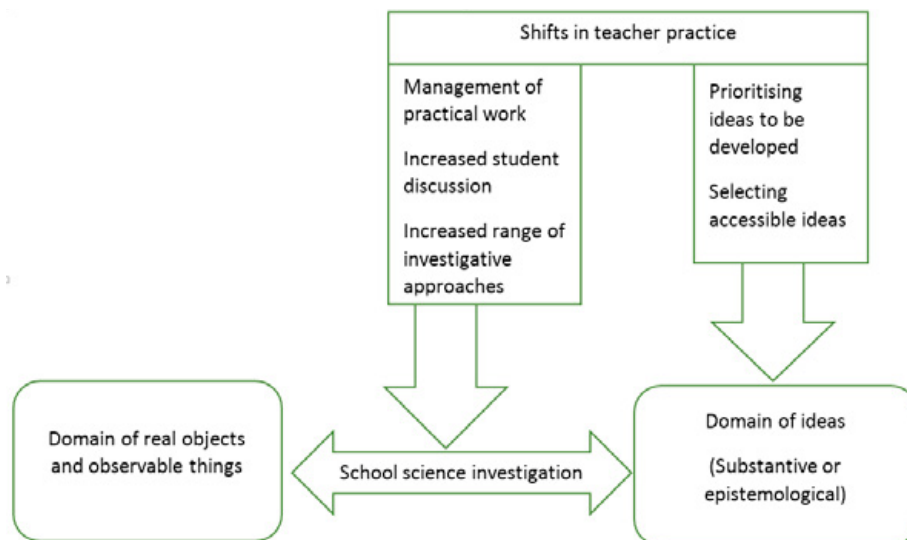 Shifts in teacher practice
Management of
practical work
Increased student
discussion
Increased range of
investigative
approaches
Prioritising
ideas to be
developed
Selecting
accessible ideas
Domain of real objects
and observable things
School science investigation
Domain of ideas
(Substantive or
epistemological)